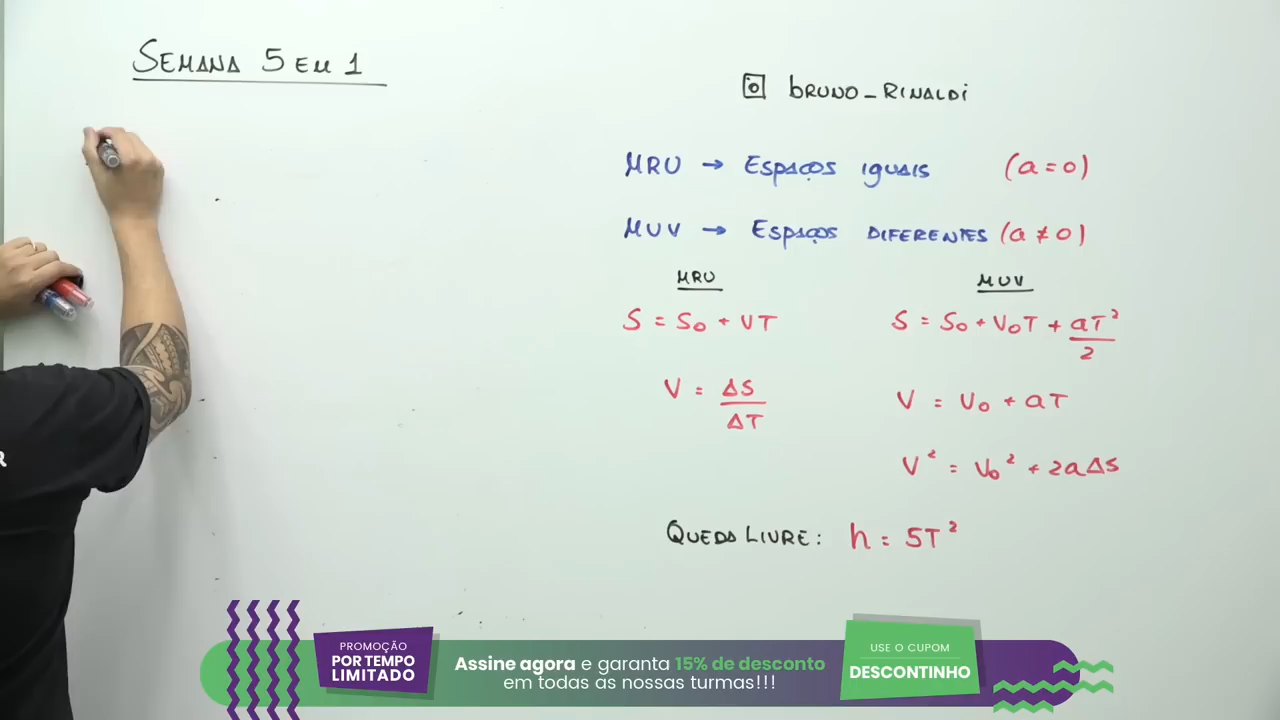 SEMANA 5 EM 1
bRUNO_RINALDI
MRU → ESPAÇOS IGUAIS (a = 0)
MUV → ESPAÇOS DIFERENTES (a ≠ 0)
MRU
MUV
S = S₀ + VT
S = S₀ + V₀T + aT²/2
V = ΔS/ΔT
V = V₀ + aT
V² = V₀² + 2aΔS
QUEDA LIVRE: h = 5T²
R
PROMOÇÃO
POR TEMPO
LIMITADO
Assine agora e garanta 15% de desconto
em todas as nossas turmas!!!
USE O CUPOM
DESCONTINHO